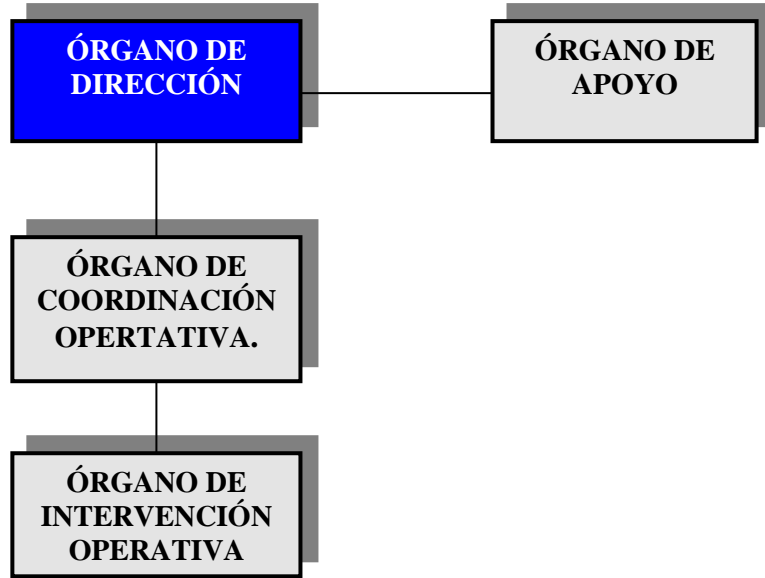 ÓRGANO DE
DIRECCIÓN
ÓRGANO DE
APOYO
ÓRGANO DE
COORDINACIÓN
OPERTATIVA.
ÓRGANO DE
INTERVENCIÓN
OPERATIVA